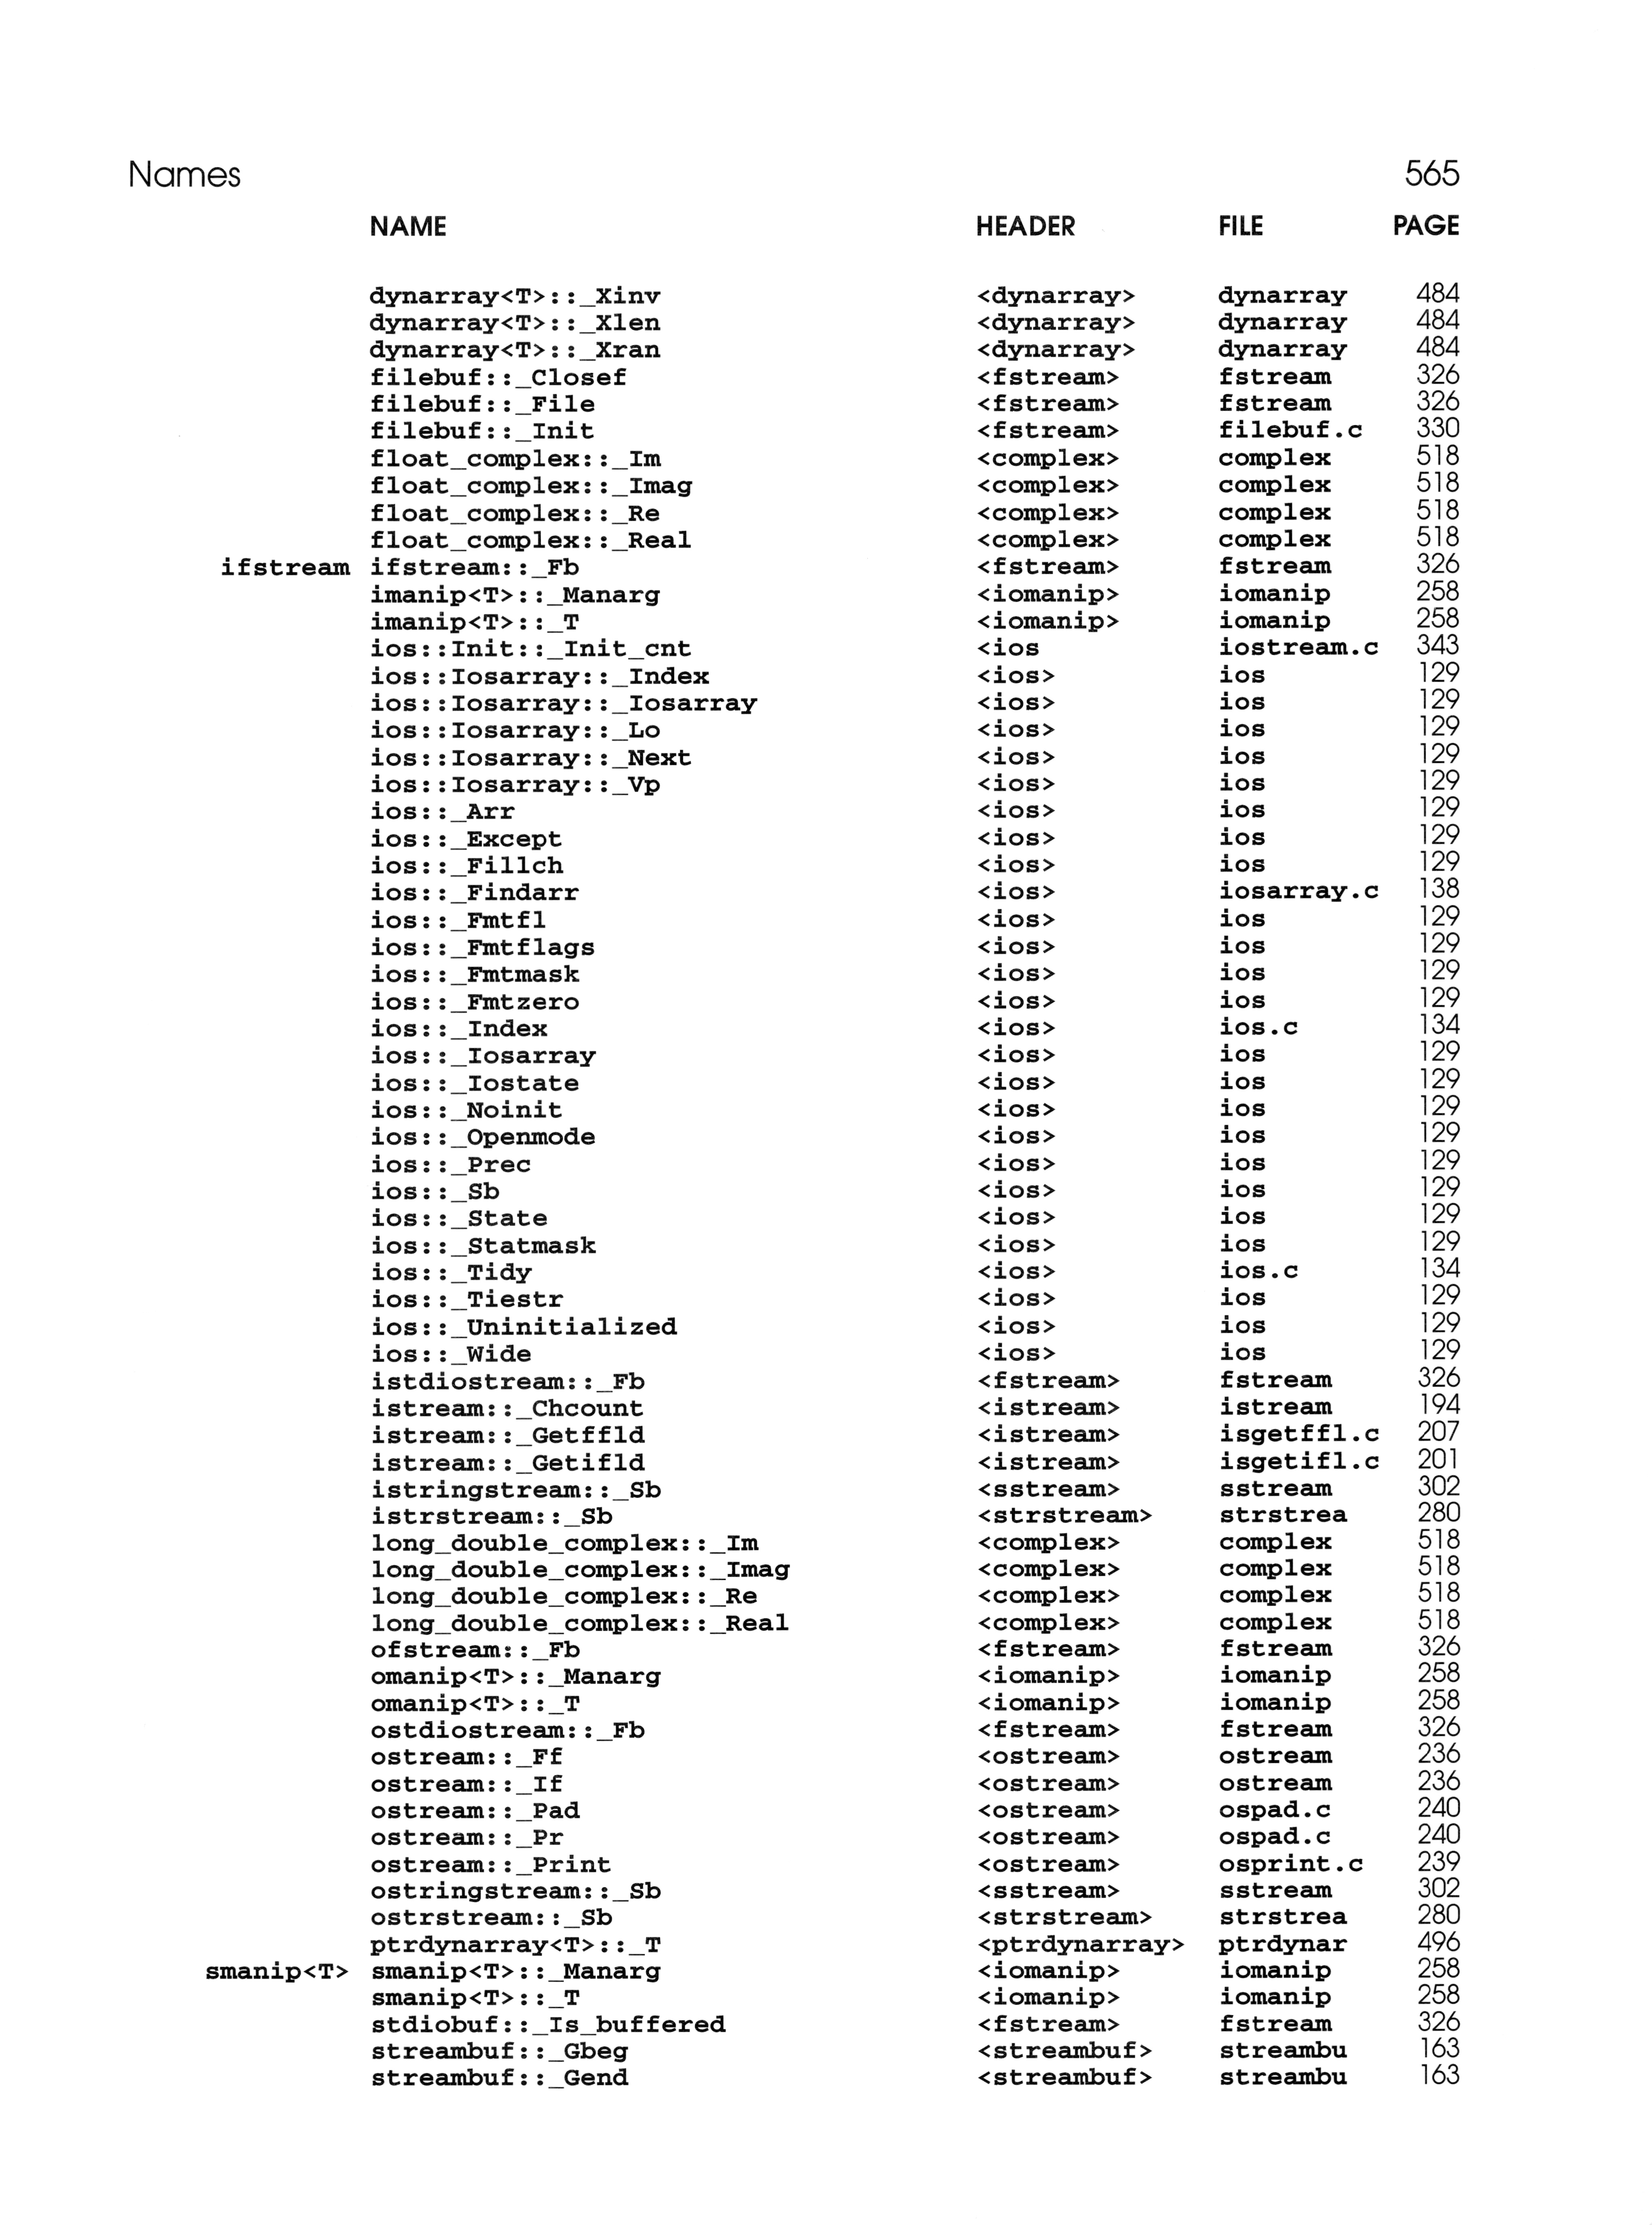 Names 565
NAME HEADER FILE PAGE
dynarray<T>::_Xinv <dynarray> dynarray 484
dynarray<T>::_Xlen <dynarray> dynarray 484
dynarray<T>::_Xran <dynarray> dynarray 484
filebuf::_Closef <fstream> fstream 326
filebuf::_File <fstream> fstream 326
filebuf::_Init <fstream> filebuf.c 330
float_complex::_Im <complex> complex 518
float_complex::_Imag <complex> complex 518
float_complex::_Re <complex> complex 518
float_complex::_Real <complex> complex 518
ifstream ifstream::_Fb <fstream> fstream 326
imanip<T>::_Manarg <iomanip> iomanip 258
imanip<T>::_T <iomanip> iomanip 258
ios::Init::_Init_cnt <ios iostream.c 343
ios::Iosarray::_Index <ios> ios 129
ios::Iosarray::_Iosarray <ios> ios 129
ios::Iosarray::_Lo <ios> ios 129
ios::Iosarray::_Next <ios> ios 129
ios::Iosarray::_Vp <ios> ios 129
ios::_Arr <ios> ios 129
ios::_Except <ios> ios 129
ios::_Fillch <ios> ios 129
ios::_Findarr <ios> iosarray.c 138
ios::_Fmtfl <ios> ios 129
ios::_Fmtflags <ios> ios 129
ios::_Fmtmask <ios> ios 129
ios::_Fmtzero <ios> ios 129
ios::_Index <ios> ios.c 134
ios::_Iosarray <ios> ios 129
ios::_Iostate <ios> ios 129
ios::_Noinit <ios> ios 129
ios::_Openmode <ios> ios 129
ios::_Prec <ios> ios 129
ios::_Sb <ios> ios 129
ios::_State <ios> ios 129
ios::_Statmask <ios> ios 129
ios::_Tidy <ios> ios.c 134
ios::_Tiestr <ios> ios 129
ios::_Uninitialized <ios> ios 129
ios::_Wide <ios> ios 129
istdiostream::_Fb <fstream> fstream 326
istream::_Chcount <istream> istream 194
istream::_Getffld <istream> isgetffl.c 207
istream::_Getifld <istream> isgetifl.c 201
istringstream::_Sb <sstream> sstream 302
istrstream::_Sb <strstream> strstrea 280
long_double_complex::_Im <complex> complex 518
long_double_complex::_Imag <complex> complex 518
long_double_complex::_Re <complex> complex 518
long_double_complex::_Real <complex> complex 518
ofstream::_Fb <fstream> fstream 326
omanip<T>::_Manarg <iomanip> iomanip 258
omanip<T>::_T <iomanip> iomanip 258
ostdiostream::_Fb <fstream> fstream 326
ostream::_Ff <ostream> ostream 236
ostream::_If <ostream> ostream 236
ostream::_Pad <ostream> ospad.c 240
ostream::_Pr <ostream> ospad.c 240
ostream::_Print <ostream> osprint.c 239
ostringstream::_Sb <sstream> sstream 302
ostrstream::_Sb <strstream> strstrea 280
ptrdynarray<T>::_T <ptrdynarray> ptrdynar 496
smanip<T> smanip<T>::_Manarg <iomanip> iomanip 258
smanip<T>::_T <iomanip> iomanip 258
stdiobuf::_Is_buffered <fstream> fstream 326
streambuf::_Gbeg <streambuf> streambu 163
streambuf::_Gend <streambuf> streambu 163